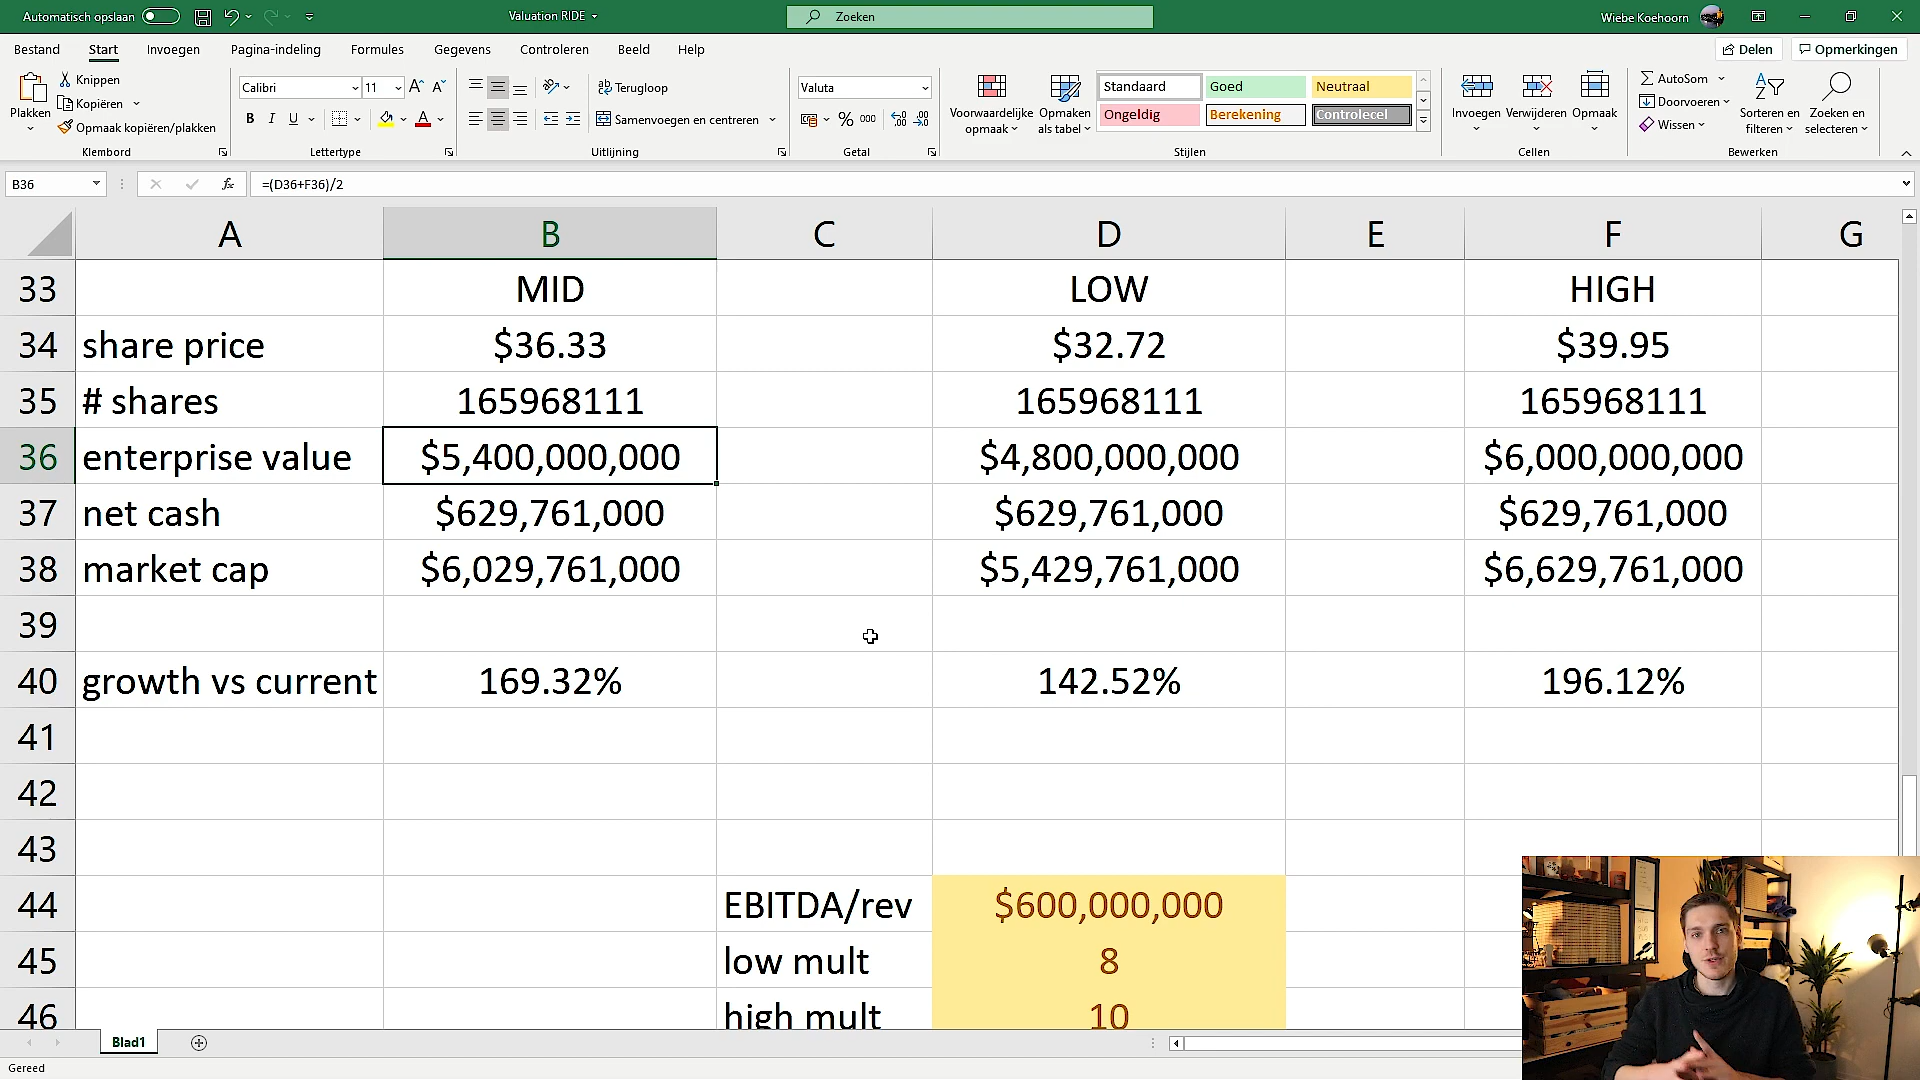 Automatisch opslaan
Valuation RIDE
Zoeken
Wiebe Koehoorn
Bestand Start Invoegen Pagina-indeling Formules Gegevens Controleren Beeld Help Delen Opmerkingen
Plakken
Knippen
Kopiëren
Opmaak kopiëren/plakken
Klembord
Calibri 11
B I U
Lettertype
Terugloop
Samenvoegen en centreren
Uitlijning
Valuta
% 000
Getal
Voorwaardelijke opmaak
Opmaken als tabel
Standaard Goed Neutraal
Ongeldig Berekening Controlecel
Stijlen
Invoegen Verwijderen Opmaak
Cellen
AutoSom
Doorvoeren
Wissen
Sorteren en filteren
Zoeken en selecteren
Bewerken
B36 fx =(D36+F36)/2
A B C D E F G
33 MID LOW HIGH
34 share price $36.33 $32.72 $39.95
35 # shares 165968111 165968111 165968111
36 enterprise value $5,400,000,000 $4,800,000,000 $6,000,000,000
37 net cash $629,761,000 $629,761,000 $629,761,000
38 market cap $6,029,761,000 $5,429,761,000 $6,629,761,000
39
40 growth vs current 169.32% 142.52% 196.12%
41
42
43
44 EBITDA/rev $600,000,000
45 low mult 8
46 high mult 10
Blad1
Gereed